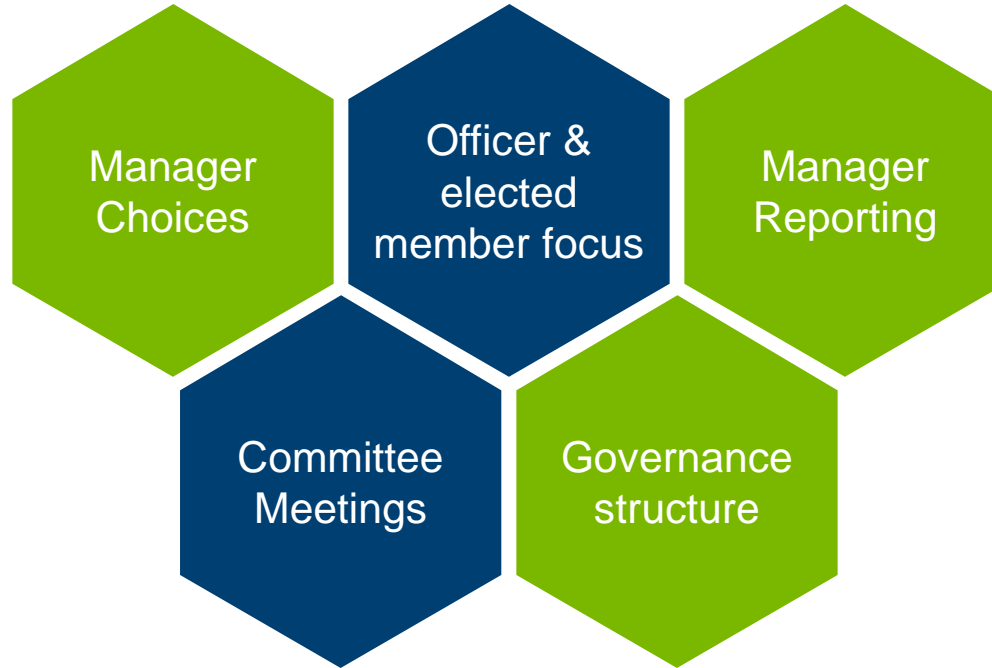 Manager
Choices
Officer &
elected
member focus
Manager
Reporting
Committee
Meetings
Governance
structure